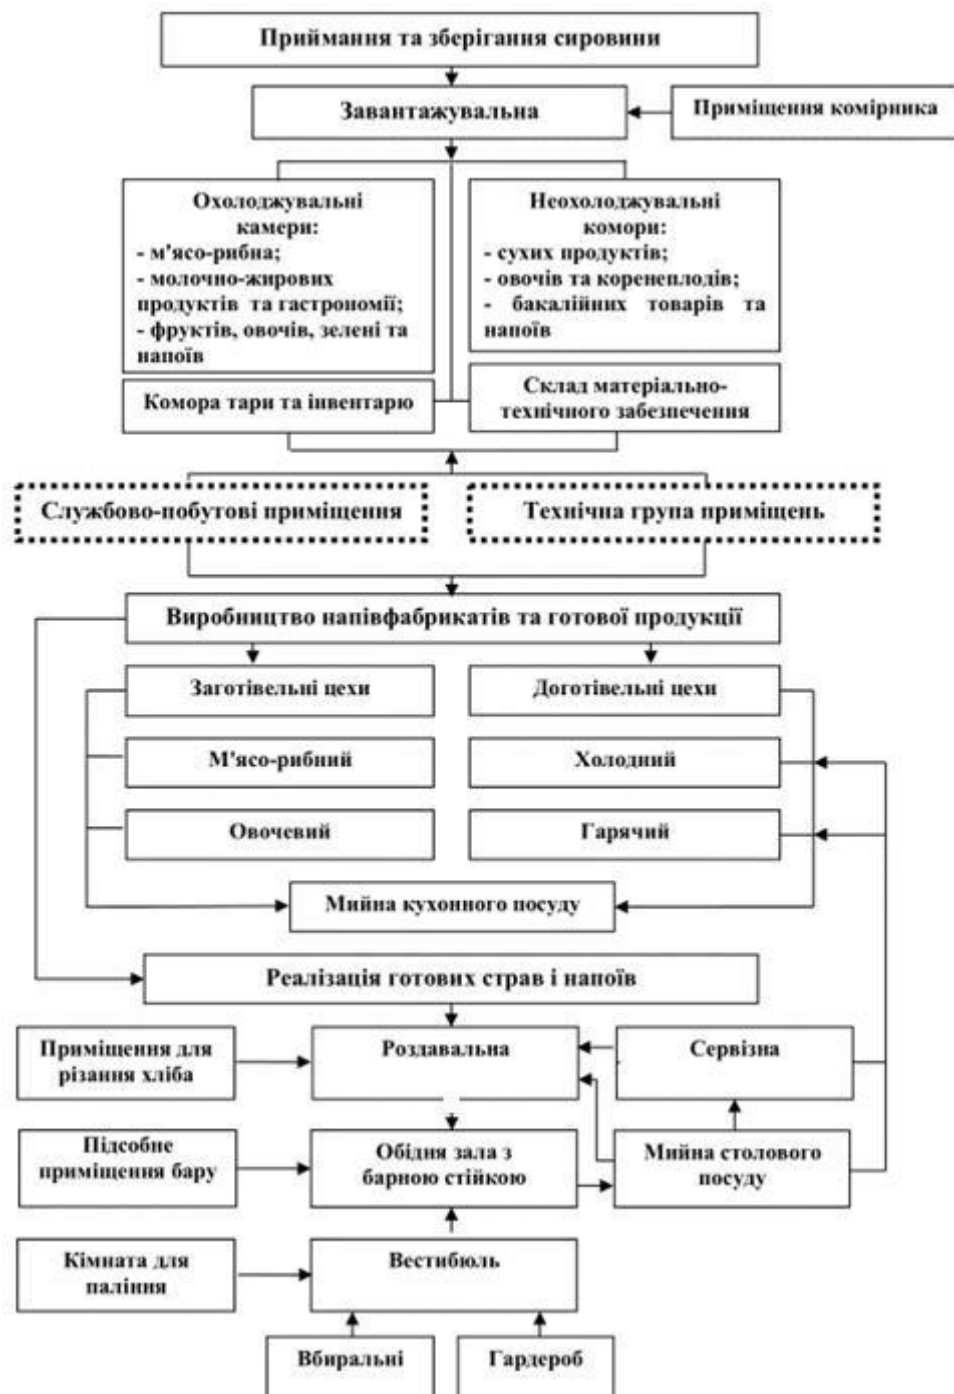 Приймання та зберігання сировини
Завантажувальна
Приміщення комірника
Охолоджувальні
камери:
- м'ясо-рибна;
- молочно-жирових
продуктів та гастрономії;
- фруктів, овочів, зелені та
напоїв
Неохолоджувальні
комори:
- сухих продуктів;
- овочів та коренеплодів;
- бакалійних товарів та
напоїв
Комора тари та інвентарю
Склад матеріально-
технічного забезпечення
Службово-побутові приміщення
Технічна група приміщень
Виробництво напівфабрикатів та готової продукції
Заготівельні цехи
Доготівельні цехи
М'ясо-рибний
Холодний
Овочевий
Гарячий
Мийна кухонного посуду
Реалізація готових страв і напоїв
Приміщення для
різання хліба
Роздавальна
Сервізна
Підсобне
приміщення бару
Обідня зала з
барною стійкою
Мийна столового
посуду
Кімната для
паління
Вестибюль
Вбиральні
Гардероб